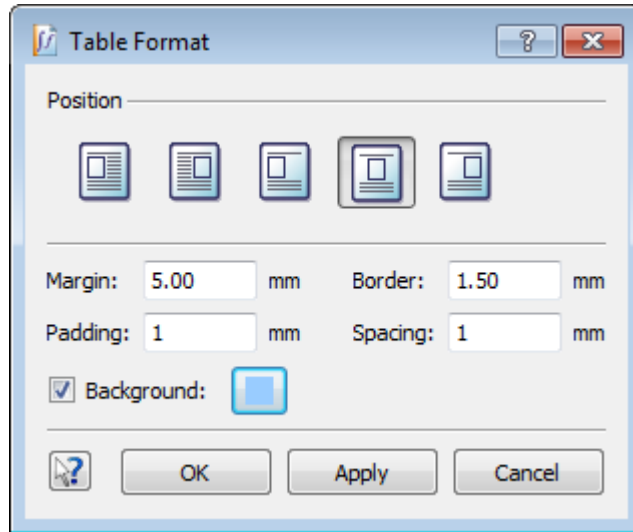 Table Format
Position
Margin: 5.00 mm Border: 1.50 mm
Padding: 1 mm Spacing: 1 mm
Background:
OK Apply Cancel